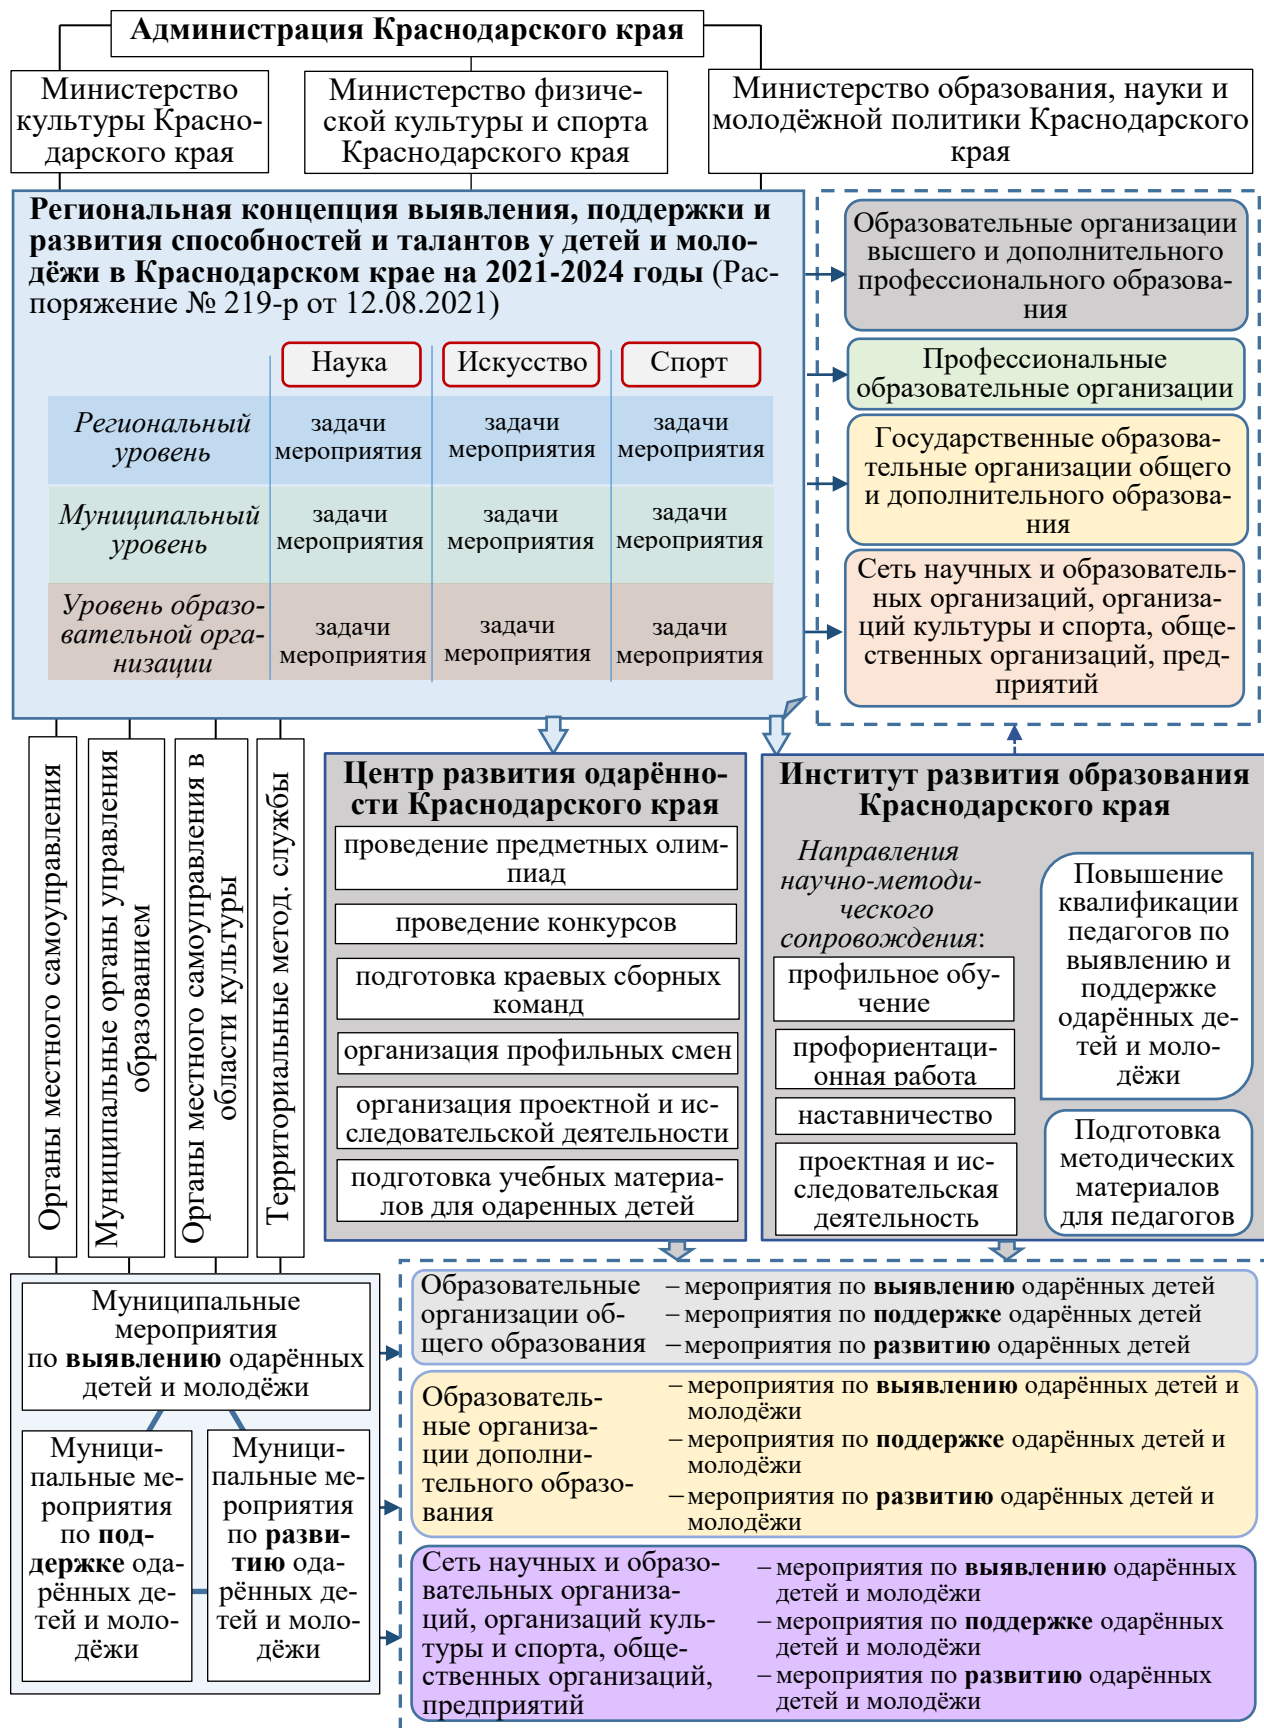 Администрация Краснодарского края
Министерство
культуры Красно-
дарского края
Министерство физиче-
ской культуры и спорта
Краснодарского края
Министерство образования, науки и
молодёжной политики Краснодарского
края
Региональная концепция выявления, поддержки и
развития способностей и талантов у детей и моло-
дёжи в Краснодарском крае на 2021-2024 годы (Рас-
поряжение № 219-р от 12.08.2021)
Наука
Искусство
Спорт
Региональный
уровень
задачи
мероприятия
задачи
мероприятия
задачи
мероприятия
Муниципальный
уровень
задачи
мероприятия
задачи
мероприятия
задачи
мероприятия
Уровень образо-
вательной орга-
низации
задачи
мероприятия
задачи
мероприятия
задачи
мероприятия
Образовательные организации
высшего и дополнительного
профессионального образова-
ния
Профессиональные
образовательные организации
Государственные образова-
тельные организации общего
и дополнительного образова-
ния
Сеть научных и образователь-
ных организаций, организа-
ций культуры и спорта, обще-
ственных организаций, пред-
приятий
Органы местного самоуправления
Муниципальные органы управления
образованием
Органы местного самоуправления в
области культуры
Территориальные метод. службы
Центр развития одарённо-
сти Краснодарского края
проведение предметных олим-
пиад
проведение конкурсов
подготовка краевых сборных
команд
организация профильных смен
организация проектной и ис-
следовательской деятельности
подготовка учебных материа-
лов для одаренных детей
Институт развития образования
Краснодарского края
Направления
научно-методи-
ческого
сопровождения:
профильное обу-
чение
профориентаци-
онная работа
наставничество
проектная и ис-
следовательская
деятельность
Повышение
квалификации
педагогов по
выявлению и
поддержке
одарённых де-
тей и моло-
дёжи
Подготовка
методических
материалов
для педагогов
Муниципальные
мероприятия
по выявлению одарённых
детей и молодёжи
Муници-
пальные ме-
роприятия
по под-
держке ода-
рённых де-
тей и моло-
дёжи
Муници-
пальные ме-
роприятия
по разви-
тию ода-
рённых де-
тей и моло-
дёжи
Образовательные
организации об-
щего образования
– мероприятия по выявлению одарённых детей
– мероприятия по поддержке одарённых детей
– мероприятия по развитию одарённых детей
Образователь-
ные организа-
ции дополни-
тельного образо-
вания
– мероприятия по выявлению одарённых детей и
молодёжи
– мероприятия по поддержке одарённых детей и
молодёжи
– мероприятия по развитию одарённых детей и
молодёжи
Сеть научных и образо-
вательных организа-
ций, организаций куль-
туры и спорта, обще-
ственных организаций,
предприятий
– мероприятия по выявлению одарённых
детей и молодёжи
– мероприятия по поддержке одарённых
детей и молодёжи
– мероприятия по развитию одарённых
детей и молодёжи